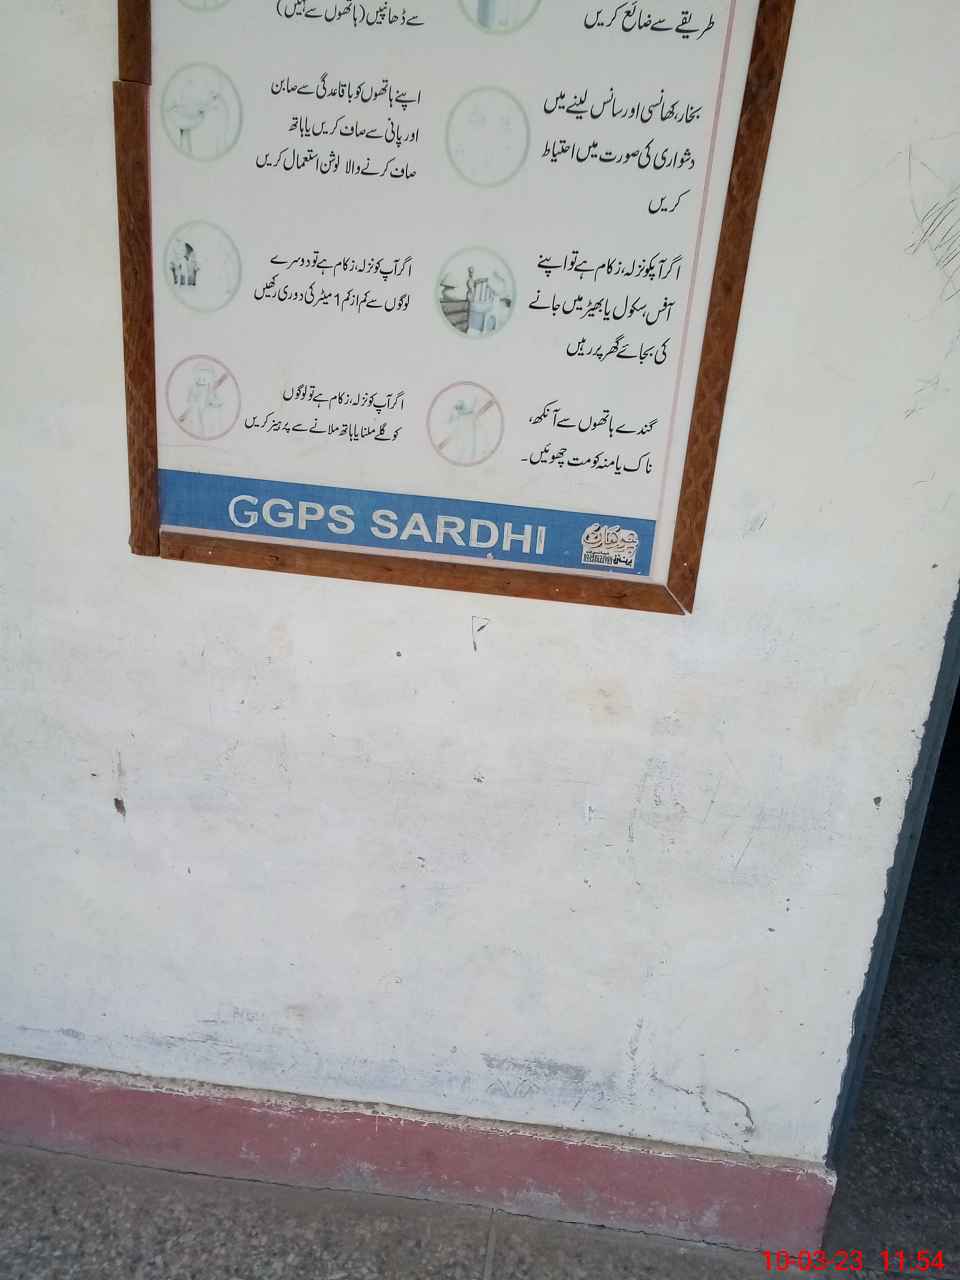 طریقے سے ضائع کریں
سے ڈھانپیں (ہاتھوں سے نہیں)
بخار، کھانسی اور سانس لینے میں
دشواری کی صورت میں احتیاط
کریں
اپنے ہاتھوں کو باقاعدگی سے صابن
اور پانی سے صاف کریں یا ہاتھ
صاف کرنے والا لوشن استعمال کریں
اگر آپکو نزلہ، زکام ہے تو اپنے
آفس، سکول یا بھیڑ میں جانے
کی بجائے گھر پر رہیں
اگر آپ کو نزلہ، زکام ہے تو دوسرے
لوگوں سے کم از کم 1 میٹر کی دوری رکھیں
گندے ہاتھوں سے آنکھ،
ناک یا منہ کو مت چھوئیں۔
اگر آپ کو نزلہ، زکام ہے تو لوگوں
کو گلے ملنا یا ہاتھ ملانے سے پرہیز کریں
GGPS SARDHI
10-03-23 11.54